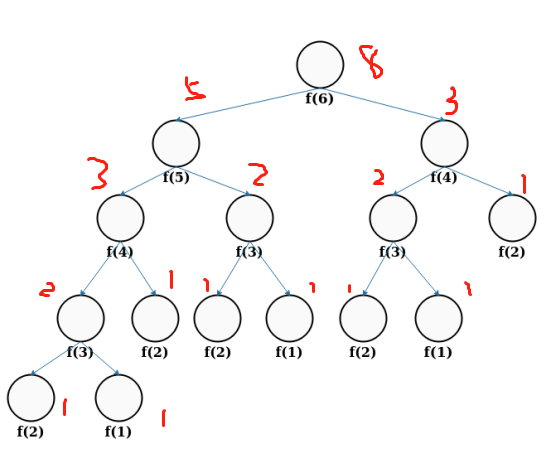 8
f(6)
5 3
f(5) f(4)
3 2 2 1
f(4) f(3) f(3) f(2)
2 1 1 1 1 1
f(3) f(2) f(2) f(1) f(2) f(1)
1 1
f(2) f(1)